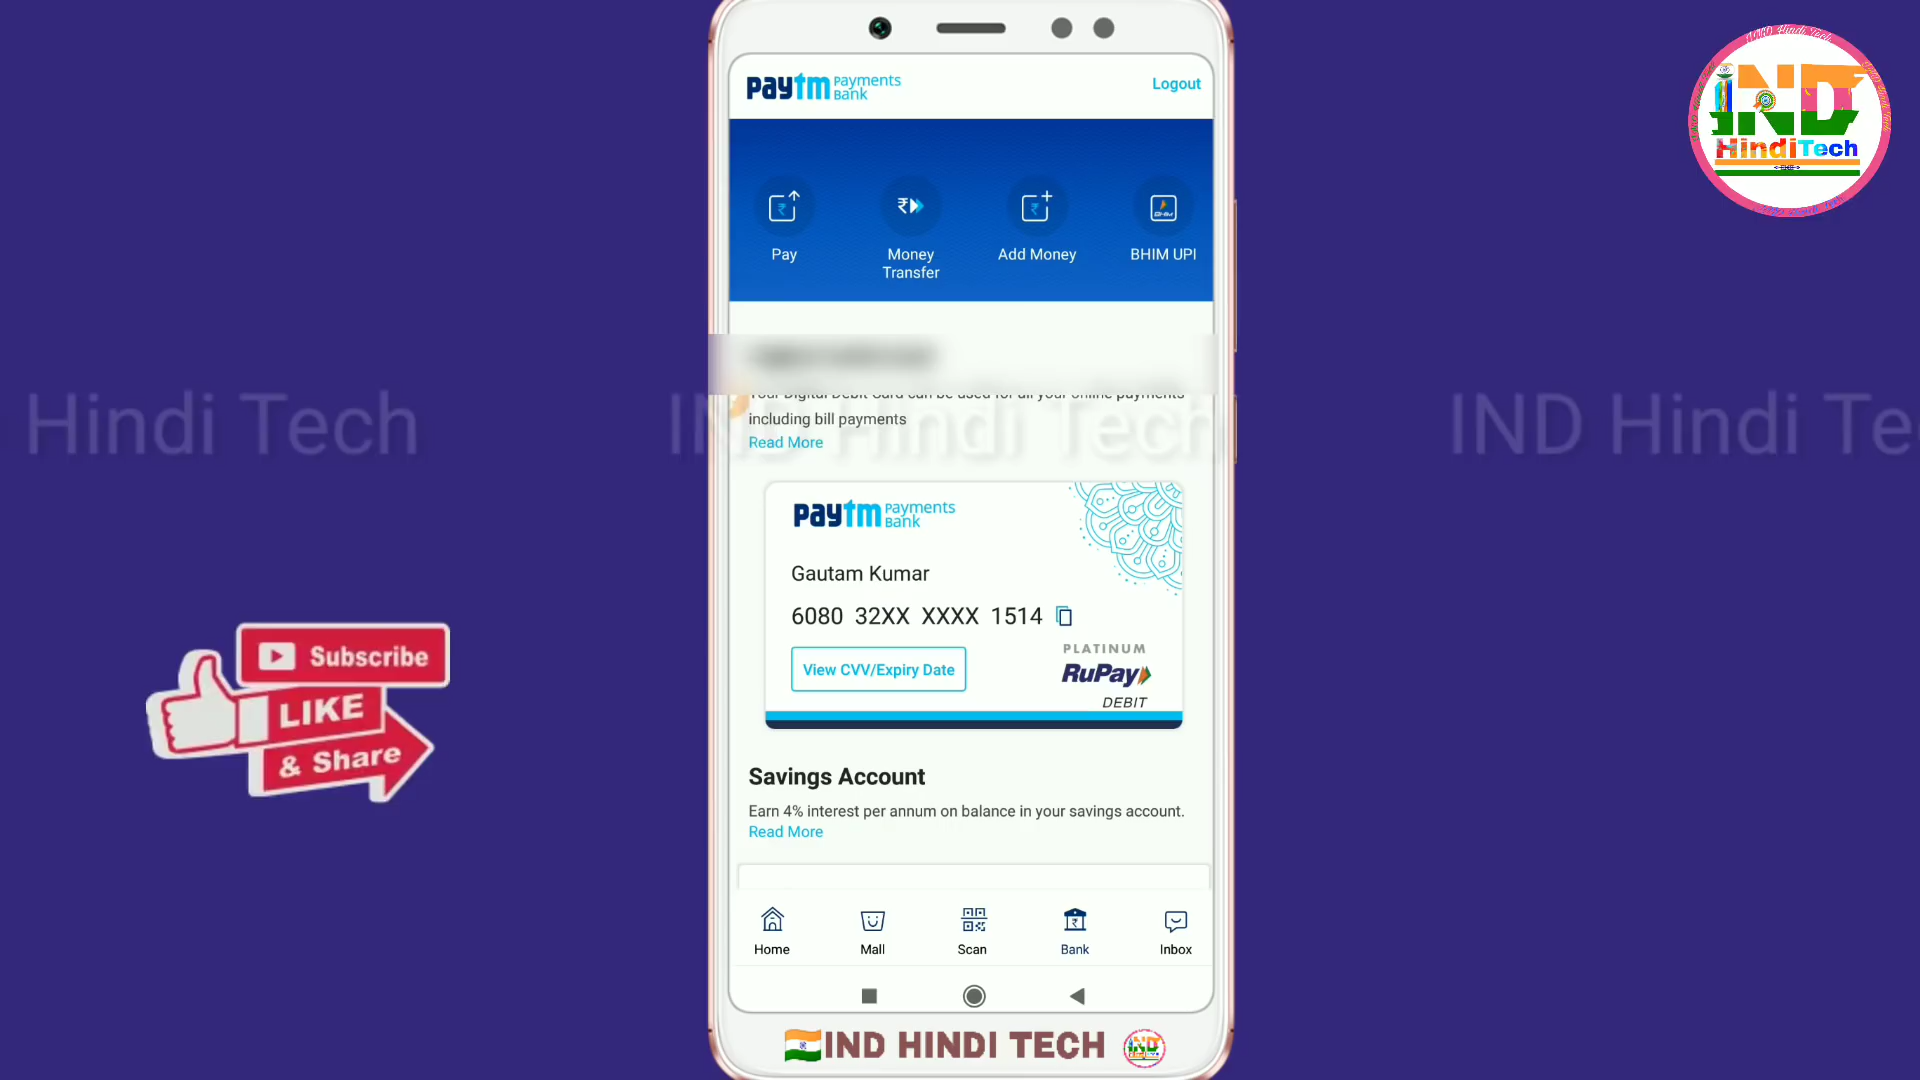 paytm Payments Bank
Logout
Pay
Money Transfer
Add Money
BHIM UPI
Your Digital Debit Card can be used for all your online payments
including bill payments
Read More
paytm Payments Bank
Gautam Kumar
6080 32XX XXXX 1514
View CVV/Expiry Date
PLATINUM
RuPay
DEBIT
Savings Account
Earn 4% interest per annum on balance in your savings account.
Read More
Home
Mall
Scan
Bank
Inbox
IND HINDI TECH
IND
HindiTech
Hindi Tech
IND Hindi Tech
IND Hindi Te
Subscribe
LIKE
& Share